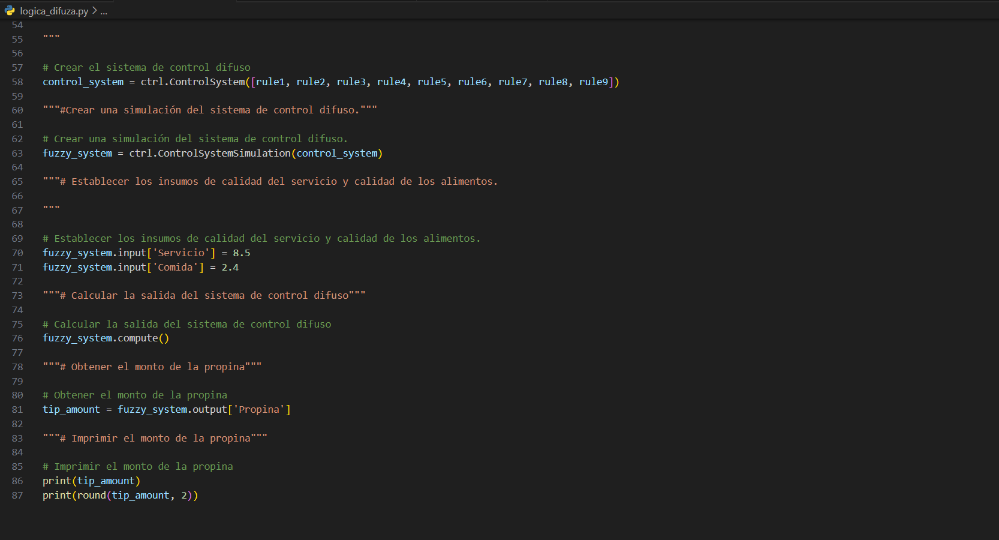 logica_difuza.py > ...
54
55 """
56
57 # Crear el sistema de control difuso
58 control_system = ctrl.ControlSystem([rule1, rule2, rule3, rule4, rule5, rule6, rule7, rule8, rule9])
59
60 """#Crear una simulación del sistema de control difuso."""
61
62 # Crear una simulación del sistema de control difuso.
63 fuzzy_system = ctrl.ControlSystemSimulation(control_system)
64
65 """# Establecer los insumos de calidad del servicio y calidad de los alimentos.
66
67 """
68
69 # Establecer los insumos de calidad del servicio y calidad de los alimentos.
70 fuzzy_system.input['Servicio'] = 8.5
71 fuzzy_system.input['Comida'] = 2.4
72
73 """# Calcular la salida del sistema de control difuso"""
74
75 # Calcular la salida del sistema de control difuso
76 fuzzy_system.compute()
77
78 """# Obtener el monto de la propina"""
79
80 # Obtener el monto de la propina
81 tip_amount = fuzzy_system.output['Propina']
82
83 """# Imprimir el monto de la propina"""
84
85 # Imprimir el monto de la propina
86 print(tip_amount)
87 print(round(tip_amount, 2))